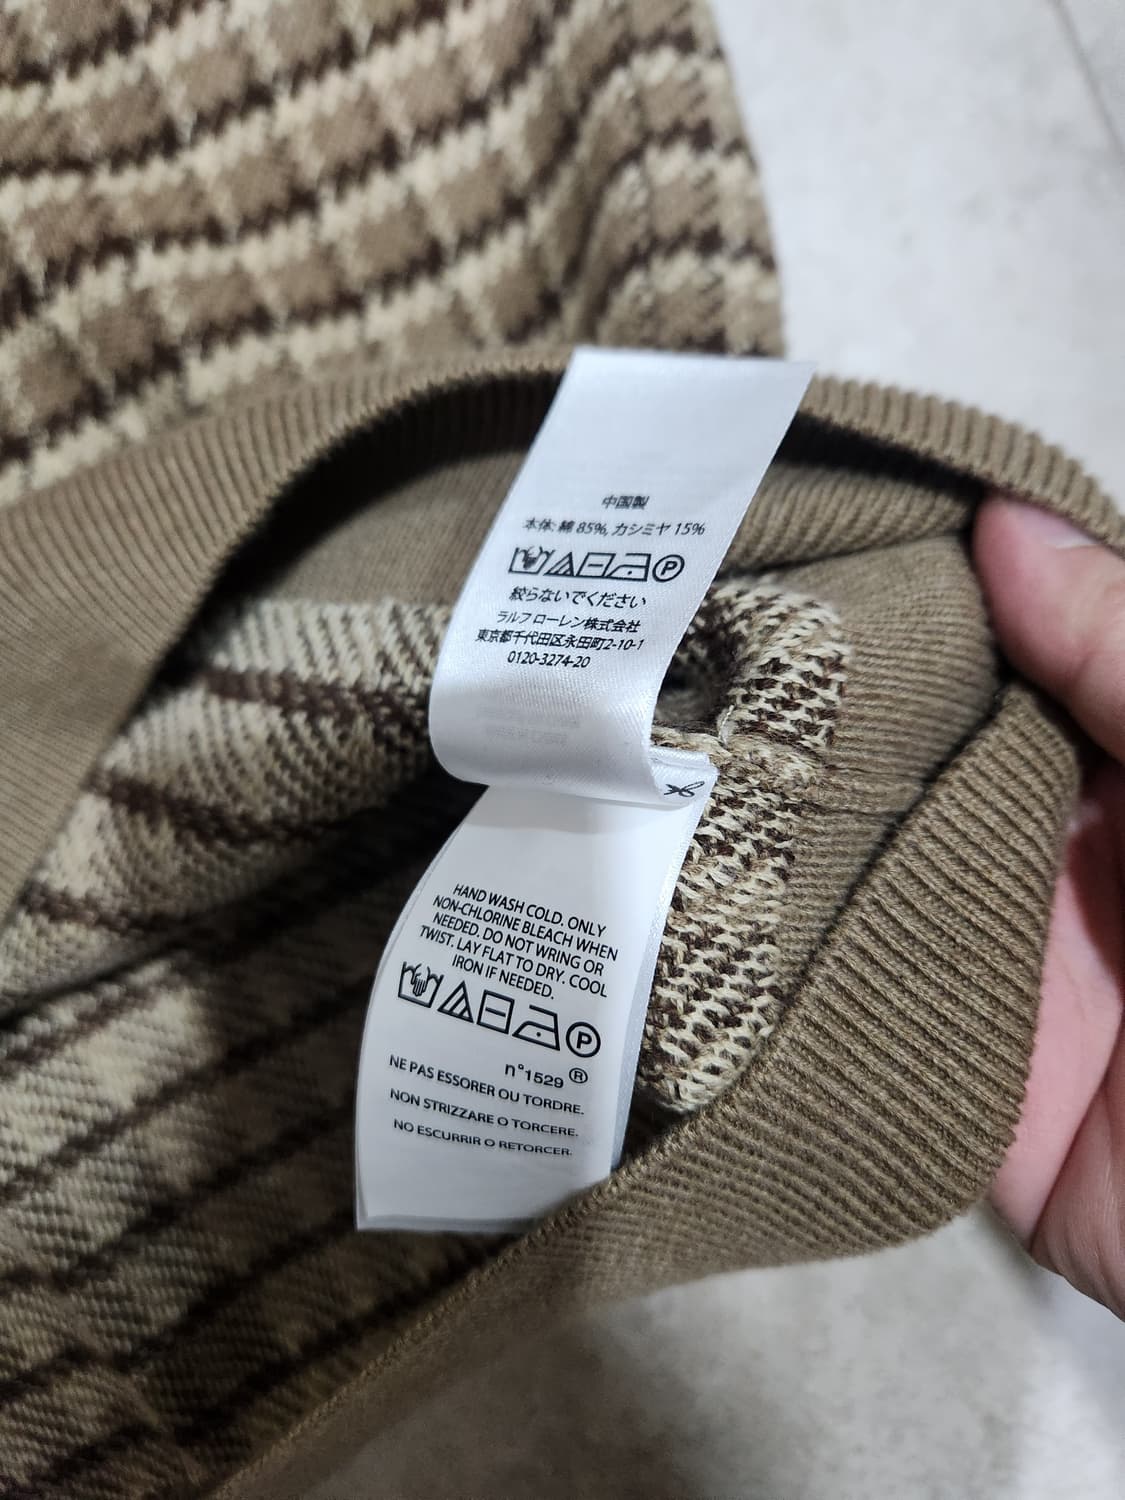 中国製
本体: 綿 85%, カシミヤ 15%
P
絞らないでください
ラルフ ローレン株式会社
東京都千代田区永田町2-10-1
0120-3274-20
HAND WASH COLD. ONLY
NON-CHLORINE BLEACH WHEN
NEEDED. DO NOT WRING OR
TWIST. LAY FLAT TO DRY. COOL
IRON IF NEEDED.
P
n°1529 ®
NE PAS ESSORER OU TORDRE.
NON STRIZZARE O TORCERE.
NO ESCURRIR O RETORCER.